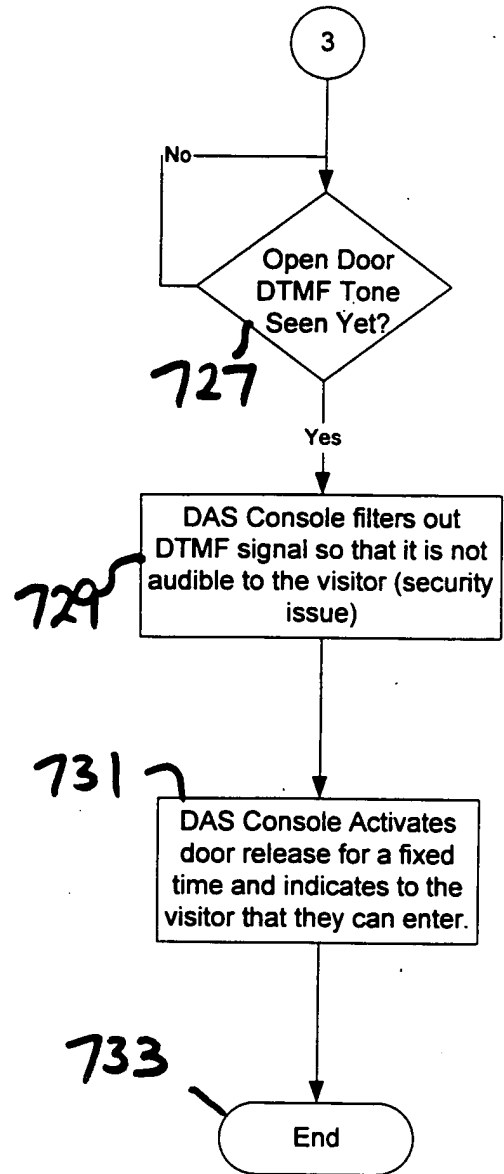 3
No
Open Door
DTMF Tone
Seen Yet?
727
Yes
DAS Console filters out
DTMF signal so that it is not
audible to the visitor (security
issue)
729
731
DAS Console Activates
door release for a fixed
time and indicates to the
visitor that they can enter.
733
End